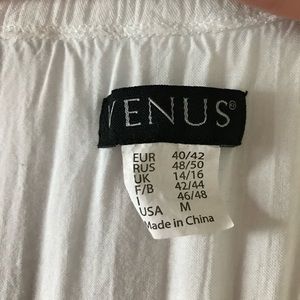 VENUS®
EUR 40/42
RUS 48/50
UK 14/16
F/B 42/44
I 46/48
USA M
Made in China